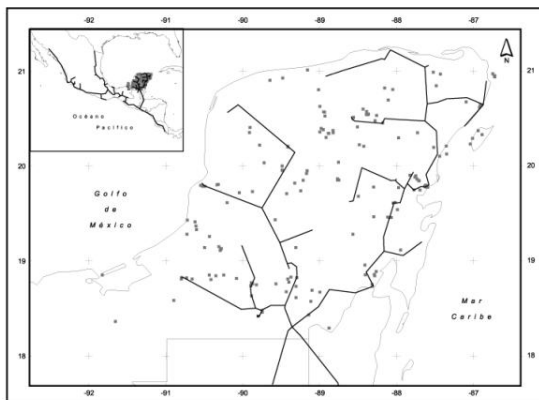 -92 -91 -90 -89 -88 -87
21
20
19
18
21
20
19
18
N
Océano
Pacífico
Golfo
de
México
Mar
Caribe
-92 -91 -90 -89 -88 -87